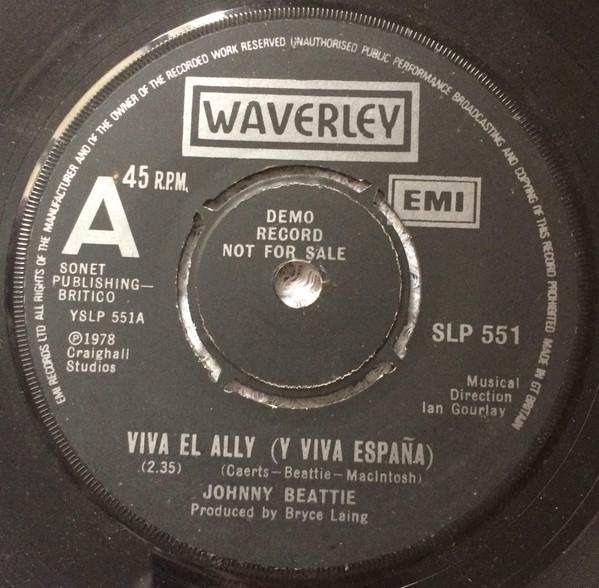 EMI RECORDS LTD ALL RIGHTS OF THE MANUFACTURER AND OF THE OWNER OF THE RECORDED WORK RESERVED UNAUTHORISED PUBLIC PERFORMANCE BROADCASTING AND COPYING OF THIS RECORD PROHIBITED MADE IN GT BRITAIN
WAVERLEY
A
45 R.P.M.
EMI
DEMO
RECORD
NOT FOR SALE
SONET
PUBLISHING—
BRITICO
YSLP 551A
Ⓟ1978
Craighall
Studios
SLP 551
Musical
Direction
Ian Gourlay
VIVA EL ALLY (Y VIVA ESPAÑA)
(2.35) (Caerts—Beattie—MacIntosh)
JOHNNY BEATTIE
Produced by Bryce Laing